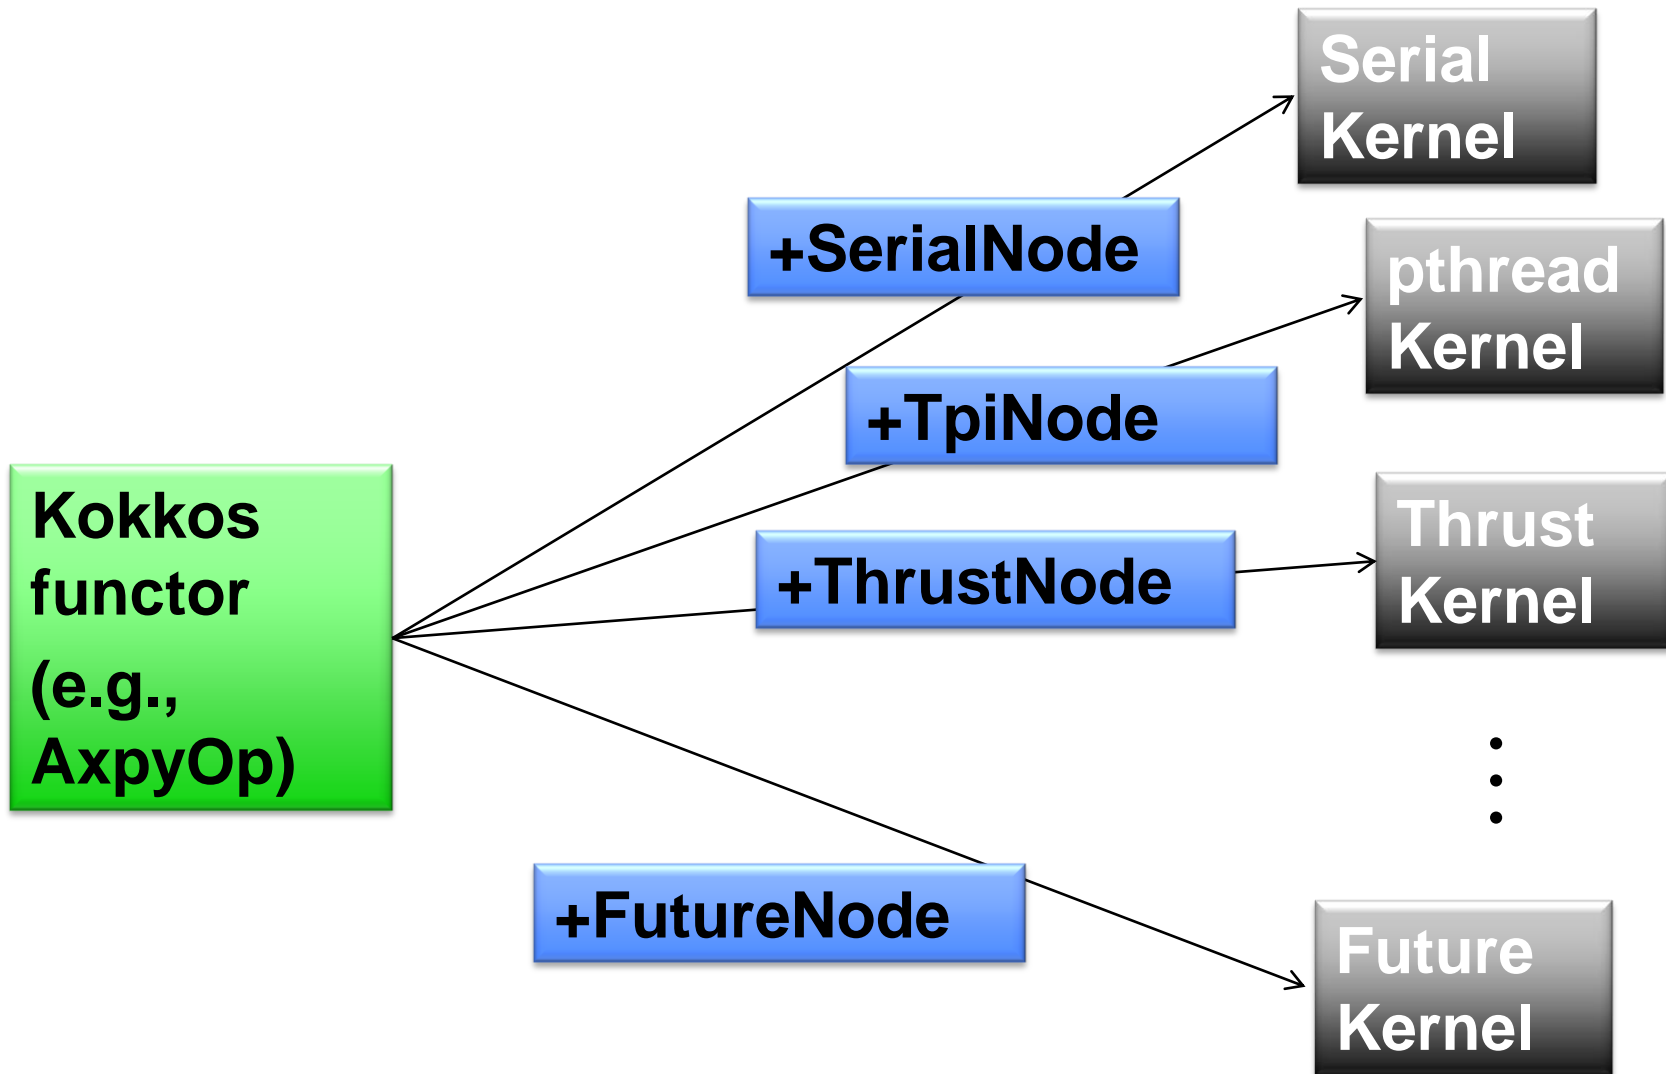 Serial
Kernel
+SerialNode
pthread
Kernel
+TpiNode
Kokkos
functor
(e.g.,
AxpyOp)
+ThrustNode
Thrust
Kernel
+FutureNode
Future
Kernel